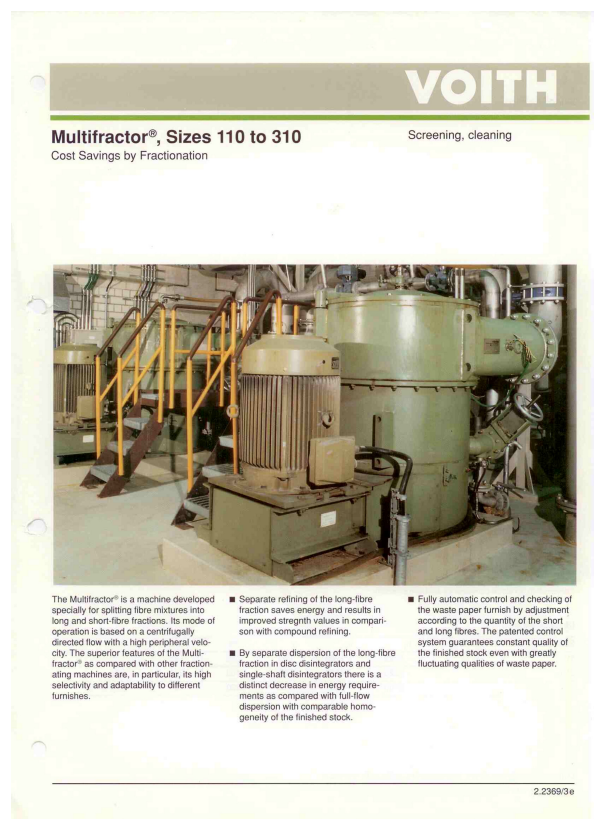 VOITH
Multifractor®, Sizes 110 to 310
Cost Savings by Fractionation
Screening, cleaning
The Multifractor® is a machine developed
specially for splitting fibre mixtures into
long and short-fibre fractions. Its mode of
operation is based on a centrifugally
directed flow with a high peripheral velo-
city. The superior features of the Multi-
fractor® as compared with other fraction-
ating machines are, in particular, its high
selectivity and adaptability to different
furnishes.
■ Separate refining of the long-fibre
fraction saves energy and results in
improved stregnth values in compari-
son with compound refining.
■ By separate dispersion of the long-fibre
fraction in disc disintegrators and
single-shaft disintegrators there is a
distinct decrease in energy require-
ments as compared with full-flow
dispersion with comparable homo-
geneity of the finished stock.
■ Fully automatic control and checking of
the waste paper furnish by adjustment
according to the quantity of the short
and long fibres. The patented control
system guarantees constant quality of
the finished stock even with greatly
fluctuating qualities of waste paper.
2.2369/3e